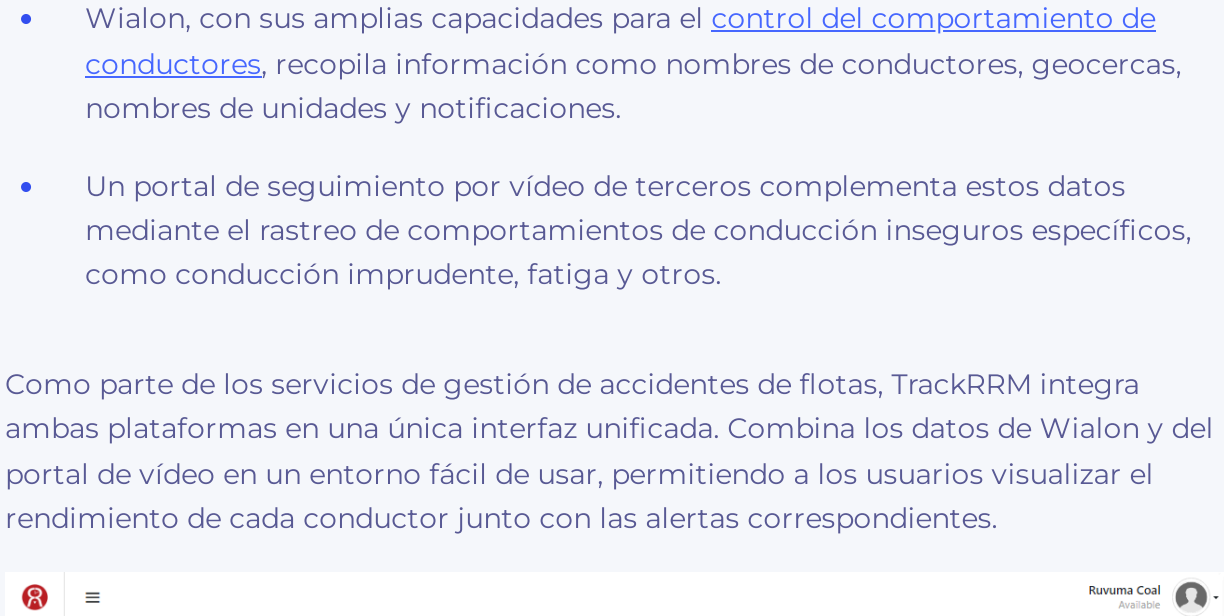 Wialon, con sus amplias capacidades para el control del comportamiento de
conductores, recopila información como nombres de conductores, geocercas,
nombres de unidades y notificaciones.
Un portal de seguimiento por vídeo de terceros complementa estos datos
mediante el rastreo de comportamientos de conducción inseguros específicos,
como conducción imprudente, fatiga y otros.
Como parte de los servicios de gestión de accidentes de flotas, TrackRRM integra
ambas plataformas en una única interfaz unificada. Combina los datos de Wialon y del
portal de vídeo en un entorno fácil de usar, permitiendo a los usuarios visualizar el
rendimiento de cada conductor junto con las alertas correspondientes.
Ruvuma Coal
Available